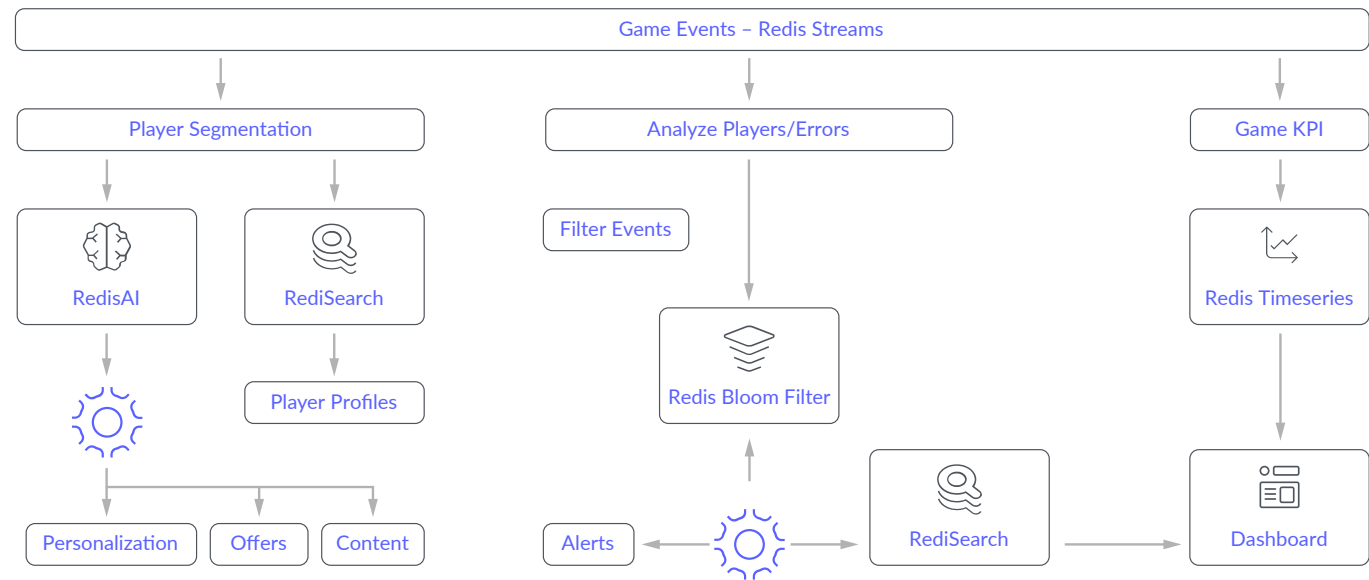 Game Events – Redis Streams
Player Segmentation
Analyze Players/Errors
Game KPI
Filter Events
RedisAI
RediSearch
Redis Timeseries
Player Profiles
Redis Bloom Filter
Personalization
Offers
Content
Alerts
RediSearch
Dashboard